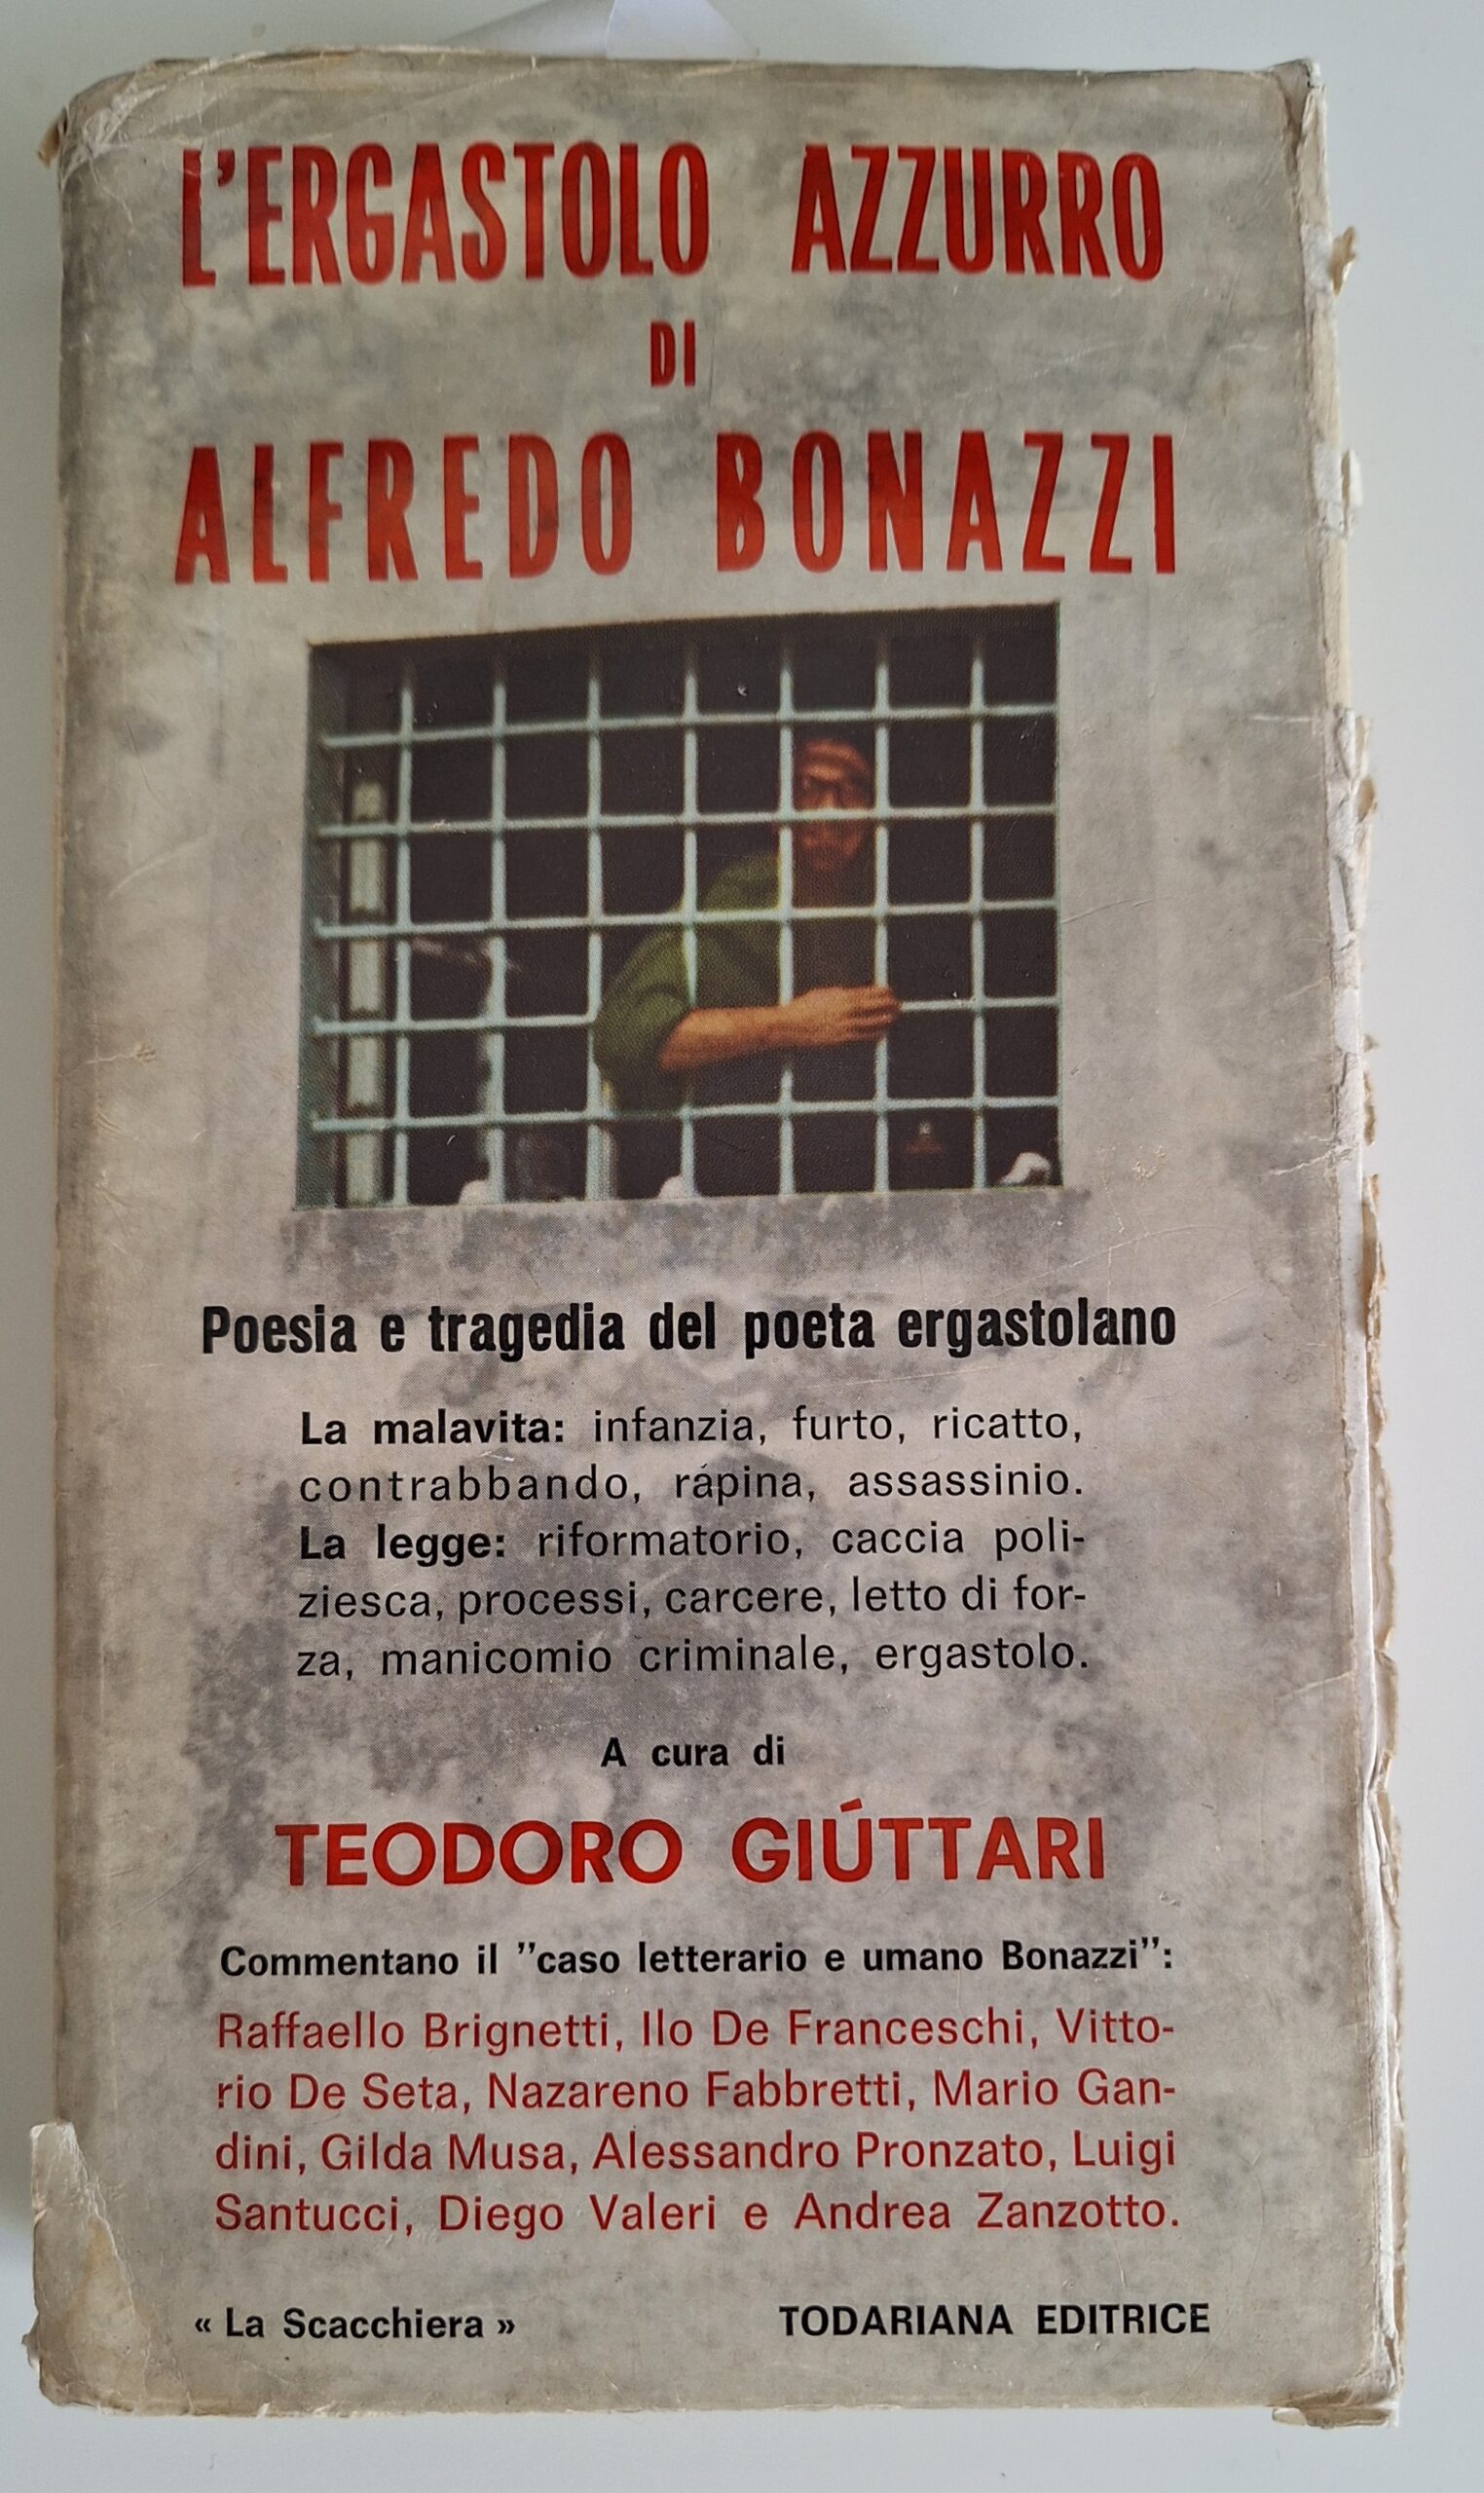 L'ERGASTOLO AZZURRO
DI
ALFREDO BONAZZI
Poesia e tragedia del poeta ergastolano
La malavita: infanzia, furto, ricatto,
contrabbando, rápina, assassinio.
La legge: riformatorio, caccia poli-
ziesca, processi, carcere, letto di for-
za, manicomio criminale, ergastolo.
A cura di
TEODORO GIÚTTARI
Commentano il ”caso letterario e umano Bonazzi”:
Raffaello Brignetti, Ilo De Franceschi, Vitto-
rio De Seta, Nazareno Fabbretti, Mario Gan-
dini, Gilda Musa, Alessandro Pronzato, Luigi
Santucci, Diego Valeri e Andrea Zanzotto.
« La Scacchiera » TODARIANA EDITRICE